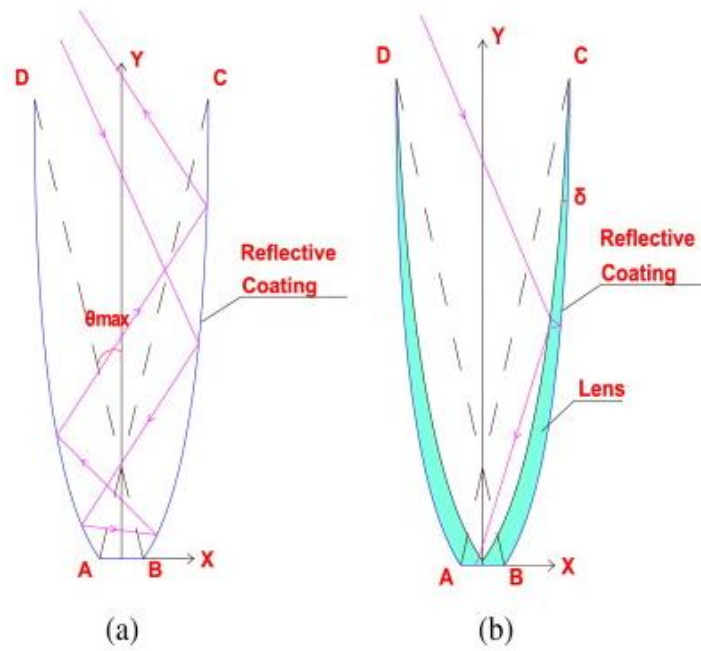 D
Y
C
Reflective
Coating
θmax
A
B
X
(a)
D
Y
C
δ
Reflective
Coating
Lens
A
B
X
(b)